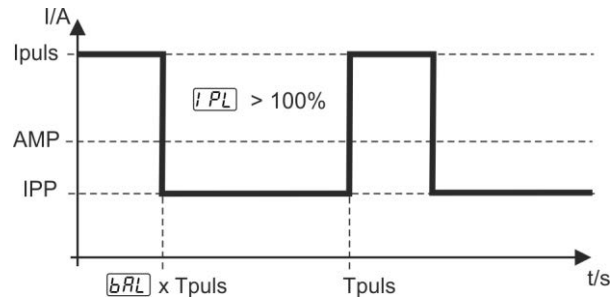 I/A
Ipuls
IPL > 100%
AMP
IPP
t/s
bAL x Tpuls
Tpuls